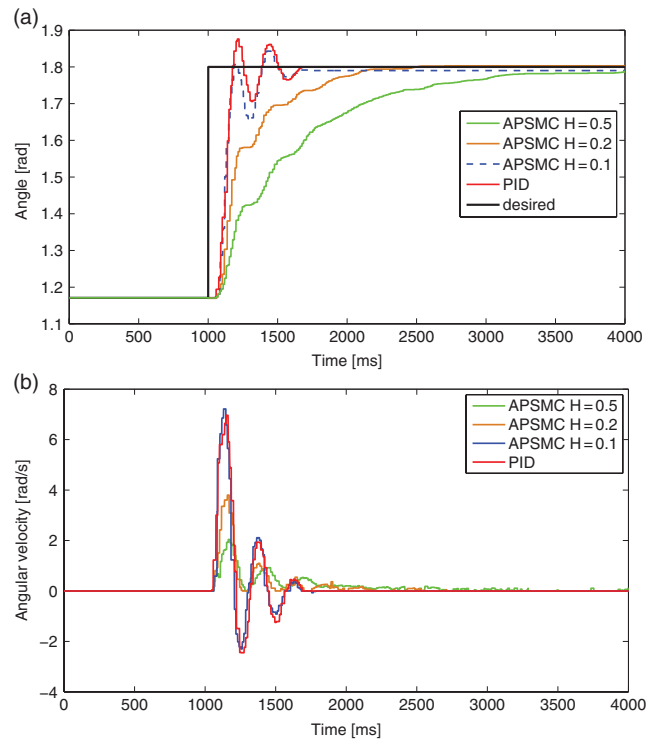 (a)
1.9
1.8
1.7
1.6
1.5
1.4
1.3
1.2
1.1
Angle [rad]
APSMC H=0.5
APSMC H=0.2
APSMC H=0.1
PID
desired
0 500 1000 1500 2000 2500 3000 3500 4000
Time [ms]
(b)
8
6
4
2
0
−2
−4
Angular velocity [rad/s]
APSMC H=0.5
APSMC H=0.2
APSMC H=0.1
PID
0 500 1000 1500 2000 2500 3000 3500 4000
Time [ms]